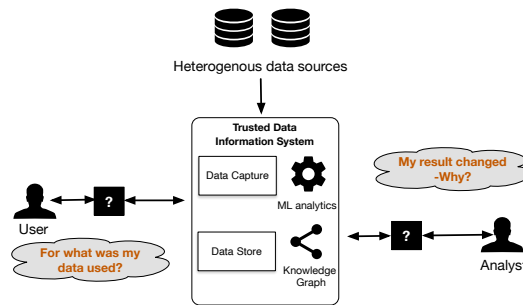 Heterogenous data sources
Trusted Data
Information System
Data Capture
ML analytics
My result changed
-Why?
?
User
For what was my
data used?
Data Store
Knowledge
Graph
?
Analyst